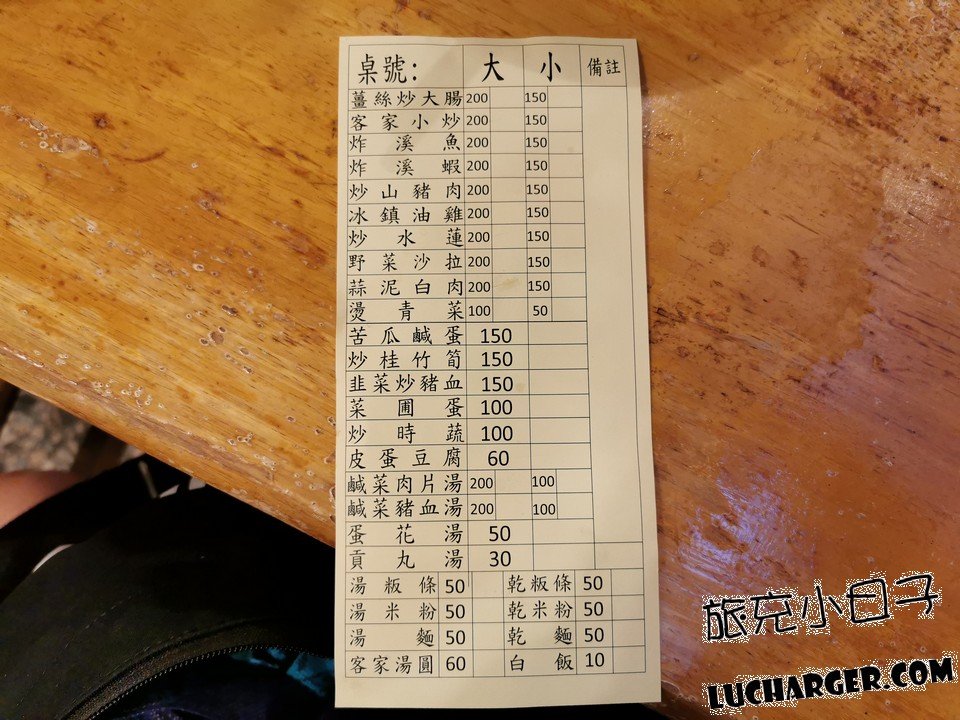 桌號: 大 小 備註
薑絲炒大腸 200 150
客家小炒 200 150
炸溪魚 200 150
炸溪蝦 200 150
炒山豬肉 200 150
冰鎮油雞 200 150
炒水蓮 200 150
野菜沙拉 200 150
蒜泥白肉 200 150
燙青菜 100 50
苦瓜鹹蛋 150
炒桂竹筍 150
韭菜炒豬血 150
菜圃蛋 100
炒時蔬 100
皮蛋豆腐 60
鹹菜肉片湯 200 100
鹹菜豬血湯 200 100
蛋花湯 50
貢丸湯 30
湯粄條 50 乾粄條 50
湯米粉 50 乾米粉 50
湯麵 50 乾麵 50
客家湯圓 60 白飯 10
旅充小日子
LUCHARGER.COM